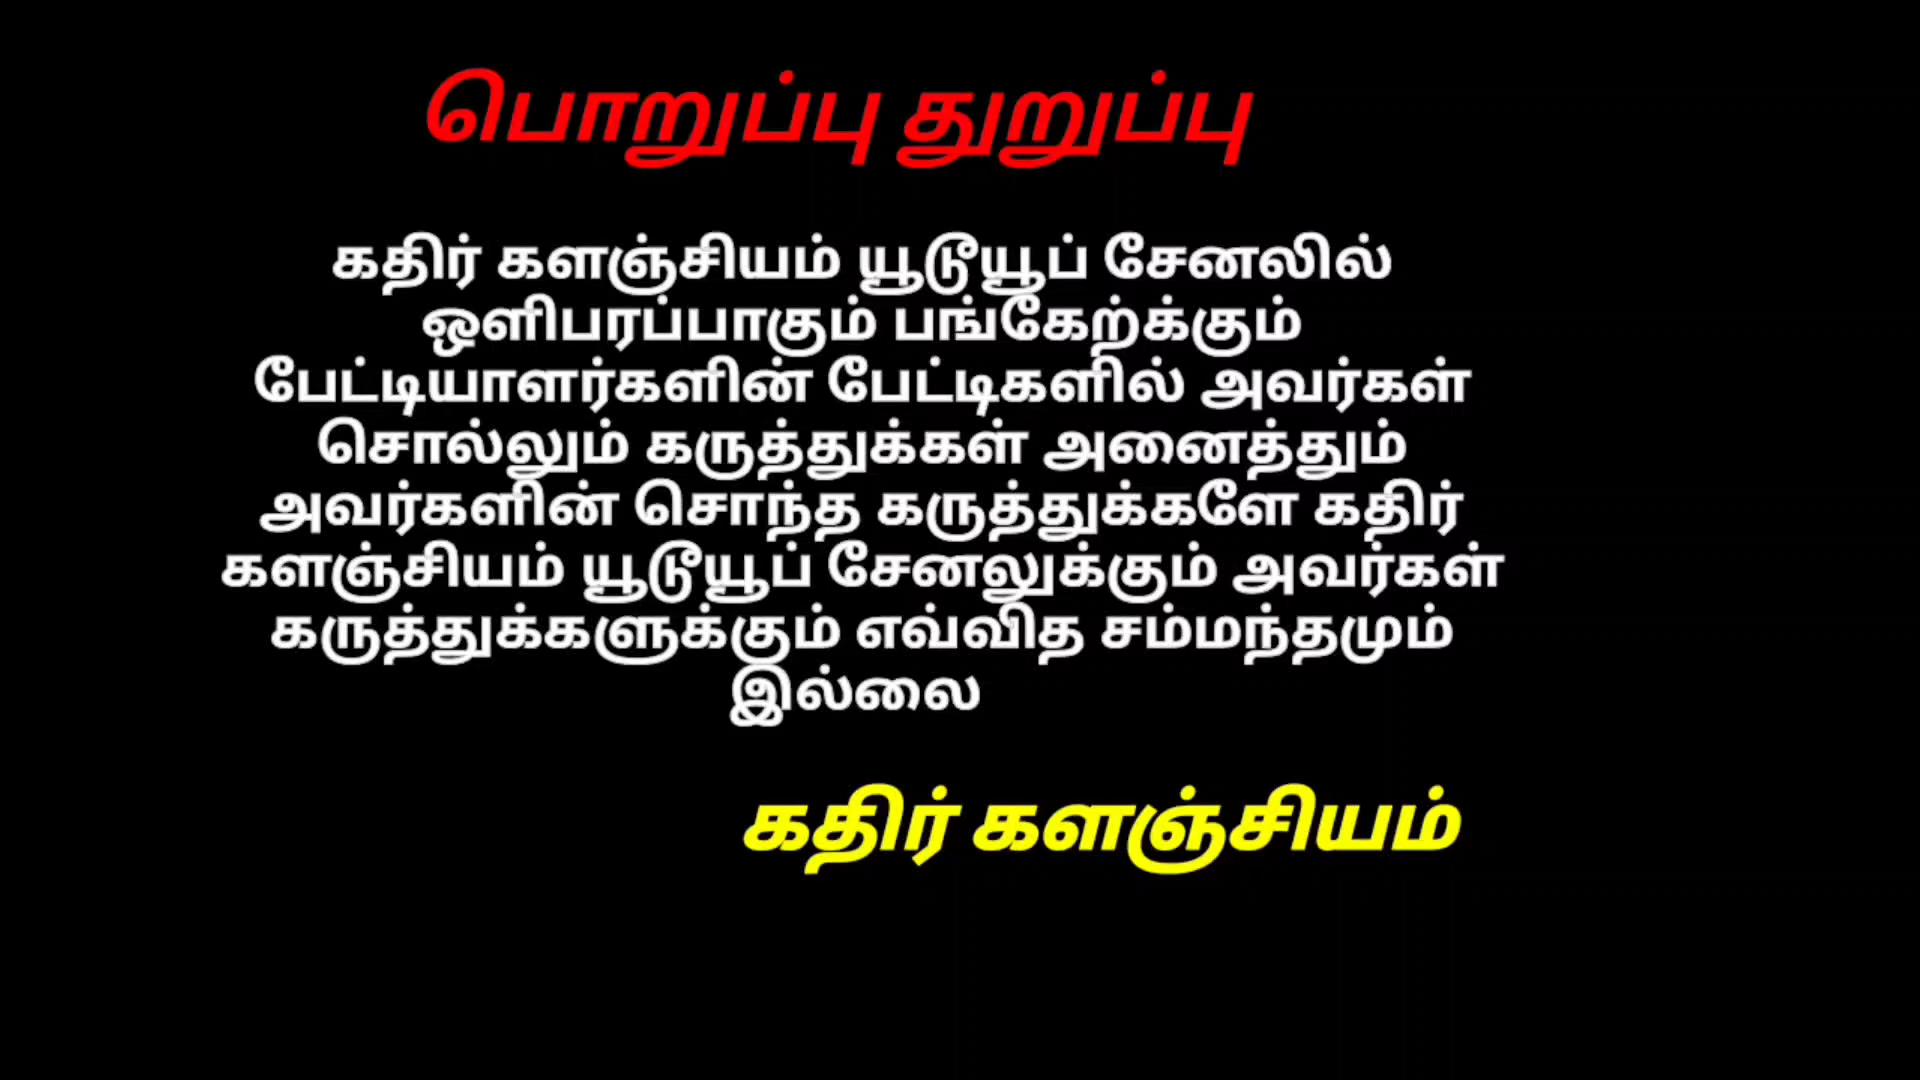 பொறுப்பு துறுப்பு
கதிர் களஞ்சியம் யூடூயூப் சேனலில்
ஒளிபரப்பாகும் பங்கேற்க்கும்
பேட்டியாளர்களின் பேட்டிகளில் அவர்கள்
சொல்லும் கருத்துக்கள் அனைத்தும்
அவர்களின் சொந்த கருத்துக்களே கதிர்
களஞ்சியம் யூடூயூப் சேனலுக்கும் அவர்கள்
கருத்துக்களுக்கும் எவ்வித சம்மந்தமும்
இல்லை
கதிர் களஞ்சியம்